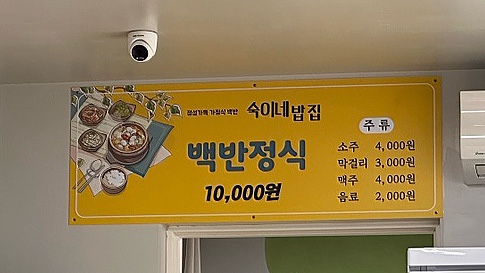 정성가득 가정식 백반 숙이네밥집
백반정식
10,000원
주류
소주 4,000원
막걸리 3,000원
맥주 4,000원
음료 2,000원